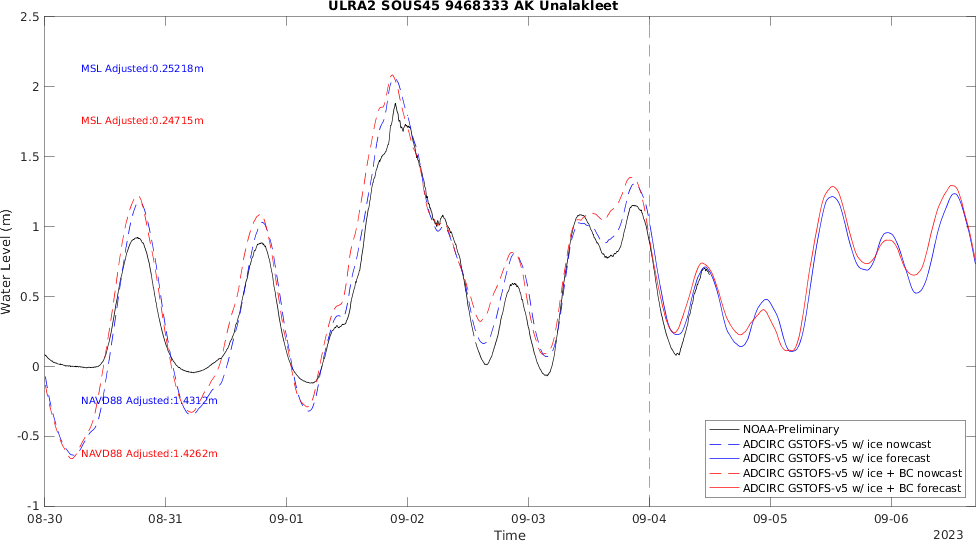 ULRA2 SOUS45 9468333 AK Unalakleet
2.5
2
1.5
1
0.5
0
-0.5
-1
Water Level (m)
MSL Adjusted:0.25218m
MSL Adjusted:0.24715m
NAVD88 Adjusted:1.4312m
NAVD88 Adjusted:1.4262m
NOAA-Preliminary
ADCIRC GSTOFS-v5 w/ ice nowcast
ADCIRC GSTOFS-v5 w/ ice forecast
ADCIRC GSTOFS-v5 w/ ice + BC nowcast
ADCIRC GSTOFS-v5 w/ ice + BC forecast
08-30 08-31 09-01 09-02 09-03 09-04 09-05 09-06
Time
2023